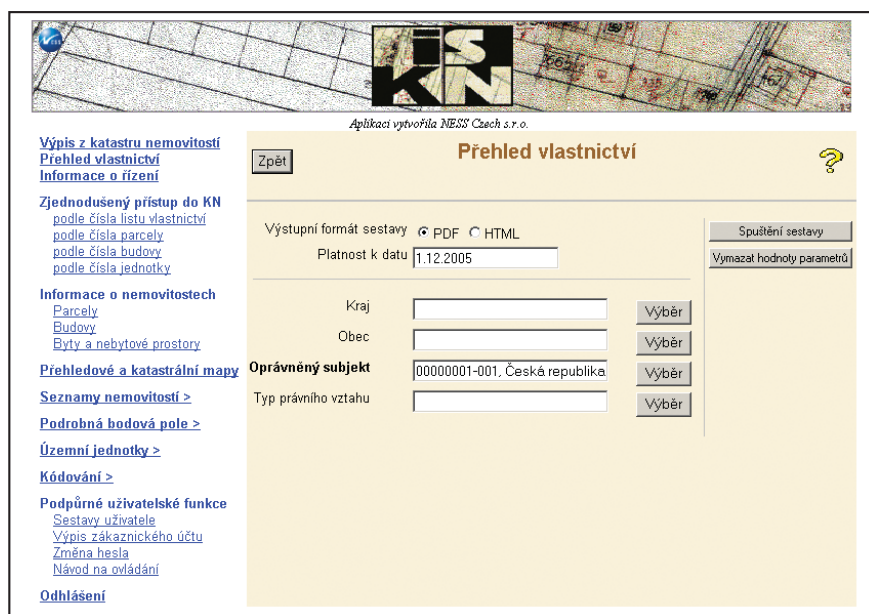 iS
KN
Aplikaci vytvořila NESS Czech s.r.o.
Výpis z katastru nemovitostí
Přehled vlastnictví
Informace o řízení
Zjednodušený přístup do KN
podle čísla listu vlastnictví
podle čísla parcely
podle čísla budovy
podle čísla jednotky
Informace o nemovitostech
Parcely
Budovy
Byty a nebytové prostory
Přehledové a katastrální mapy
Seznamy nemovitostí >
Podrobná bodová pole >
Územní jednotky >
Kódování >
Podpůrné uživatelské funkce
Sestavy uživatele
Výpis zákaznického účtu
Změna hesla
Návod na ovládání
Odhlášení
Zpět
Přehled vlastnictví
?
Výstupní formát sestavy PDF HTML
Platnost k datu 1.12.2005
Spuštění sestavy
Vymazat hodnoty parametrů
Kraj Výběr
Obec Výběr
Oprávněný subjekt 00000001-001, Česká republika Výběr
Typ právního vztahu Výběr